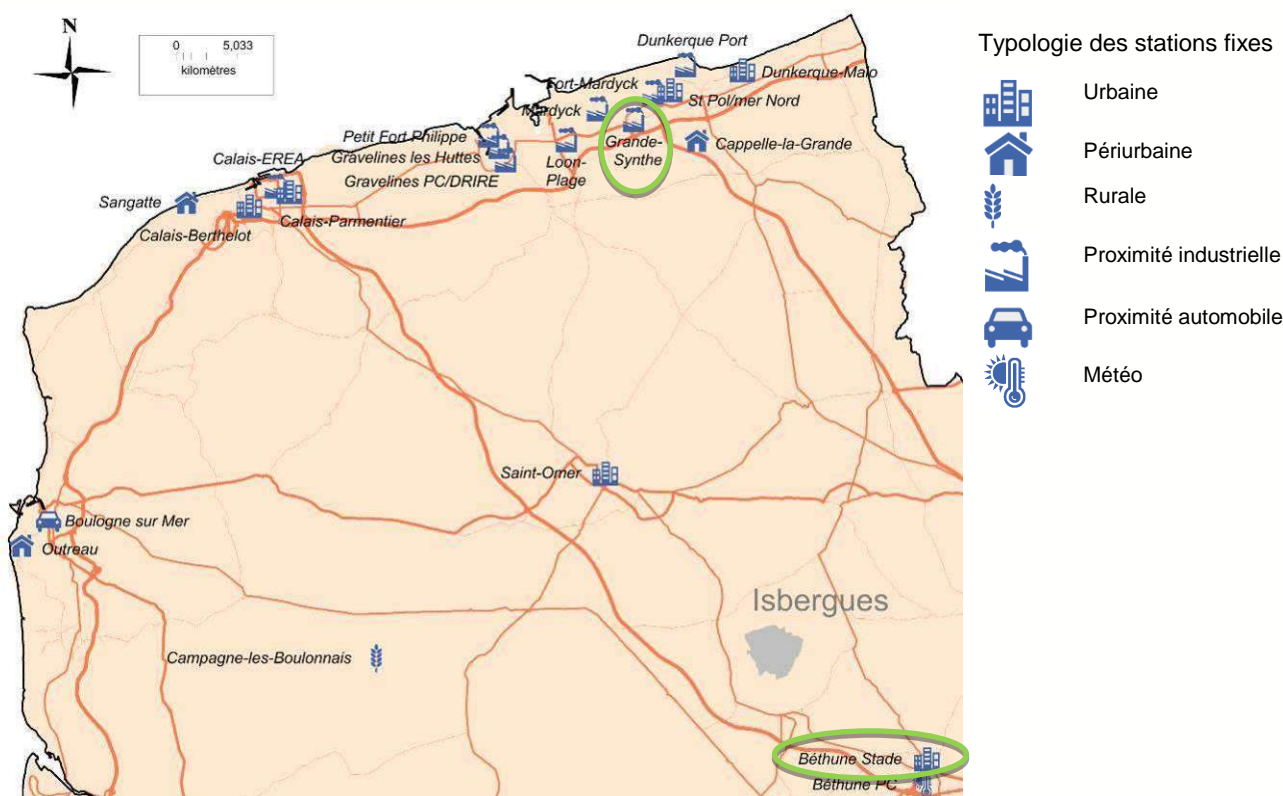 N
0 5,033
kilomètres
Typologie des stations fixes
Urbaine
Périurbaine
Rurale
Proximité industrielle
Proximité automobile
Météo
Dunkerque Port
Dunkerque-Malo
Fort-Mardyck
St Pol/mer Nord
Mardyck
Grande-
Synthe
Cappelle-la-Grande
Petit Fort Philippe
Gravelines les Huttes
Gravelines PC/DRIRE
Loon-
Plage
Calais-EREA
Sangatte
Calais-Parmentier
Calais-Berthelot
Saint-Omer
Boulogne sur Mer
Outreau
Isbergues
Campagne-les-Boulonnais
Béthune Stade
Béthune PC